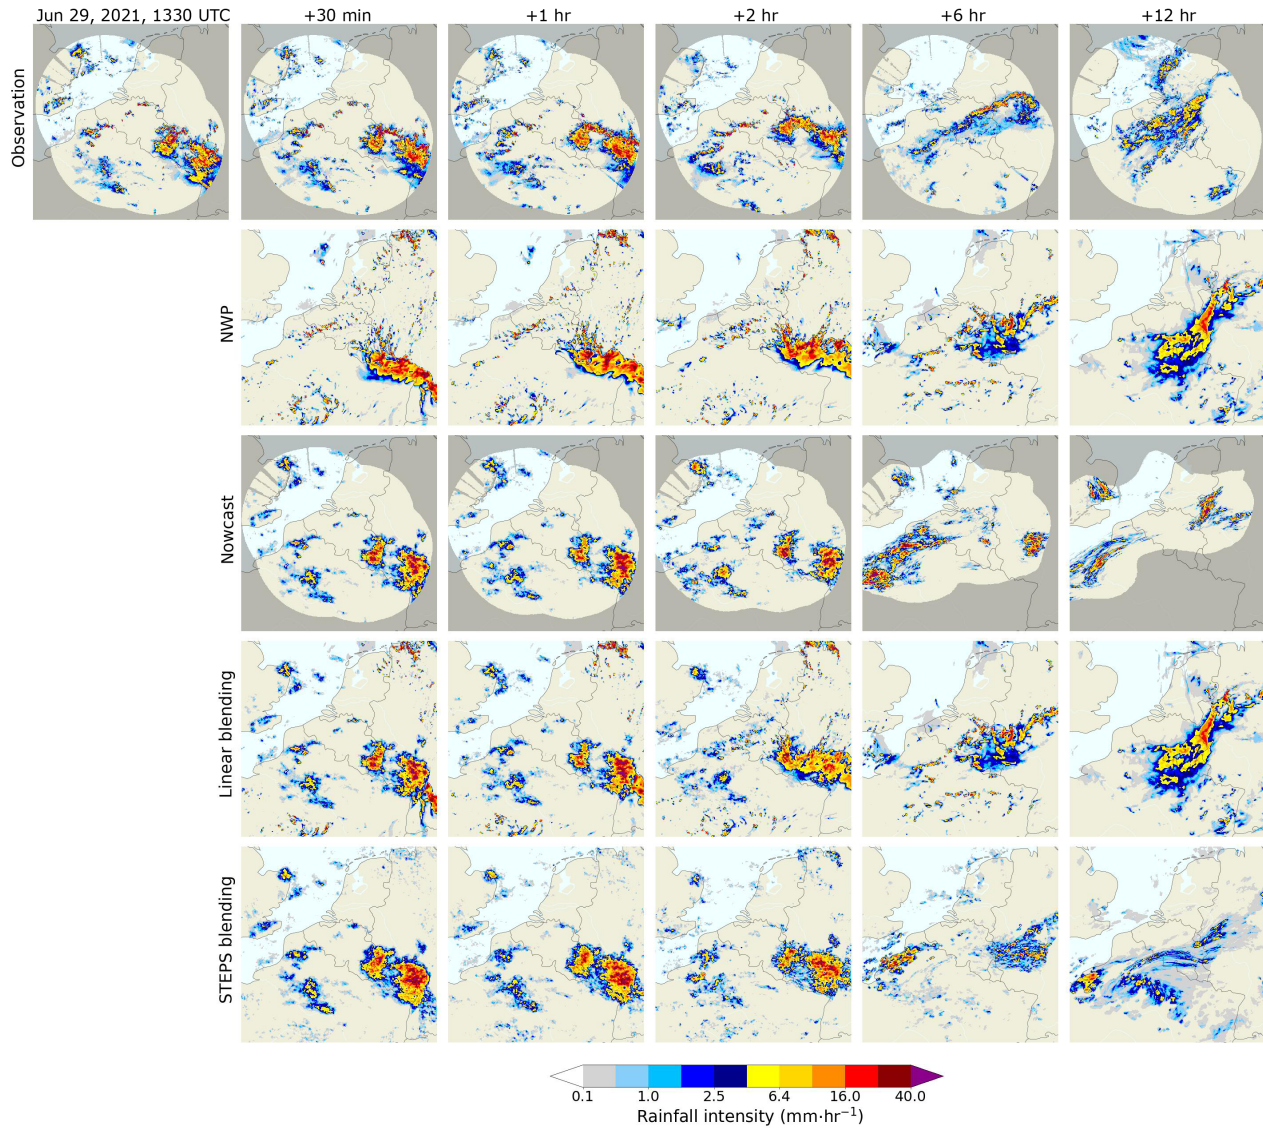 Jun 29, 2021, 1330 UTC +30 min +1 hr +2 hr +6 hr +12 hr
Observation
NWP
Nowcast
Linear blending
STEPS blending
0.1 1.0 2.5 6.4 16.0 40.0
Rainfall intensity (mm·hr⁻¹)